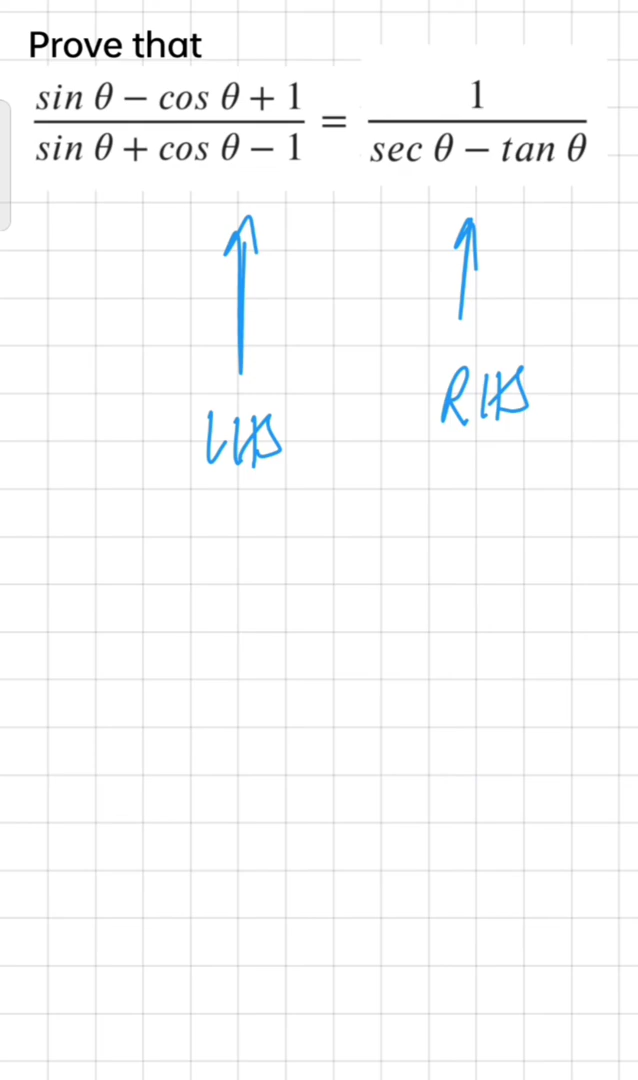 Prove that
sin θ − cos θ + 1 / sin θ + cos θ − 1 = 1 / sec θ − tan θ
LHS RHS